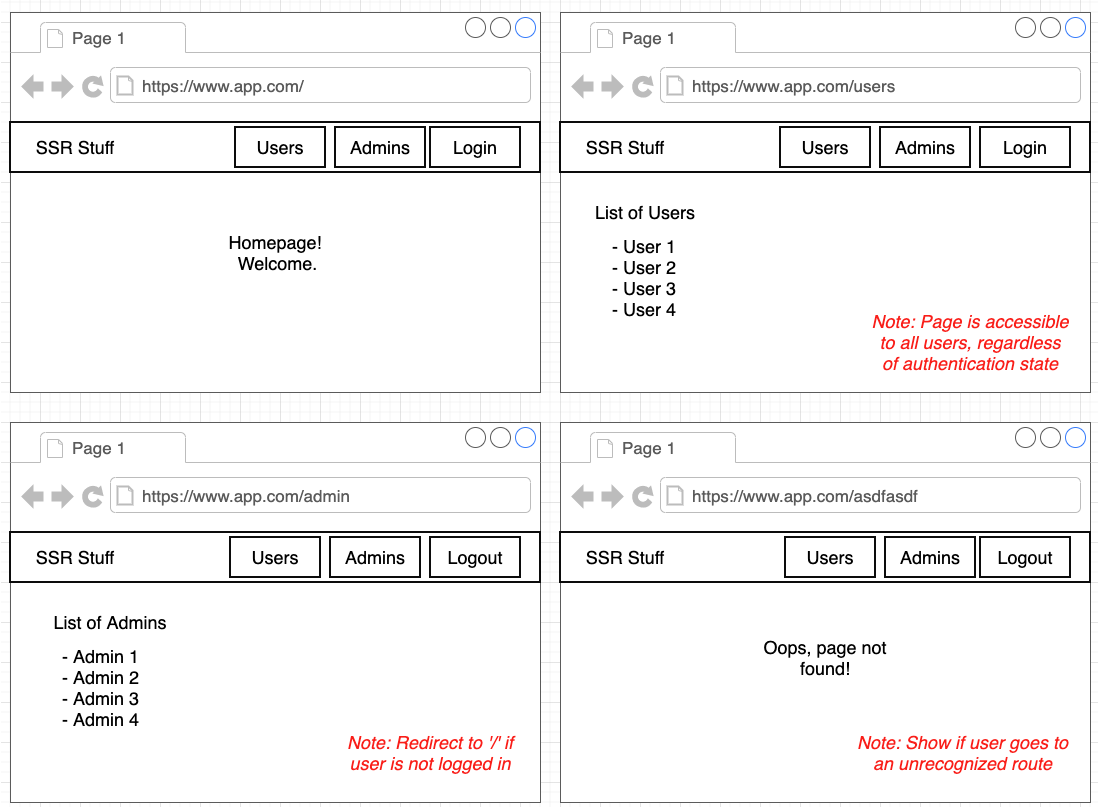 Page 1
https://www.app.com/
SSR Stuff
Users
Admins
Login
Homepage!
Welcome.
Page 1
https://www.app.com/users
SSR Stuff
Users
Admins
Login
List of Users
- User 1
- User 2
- User 3
- User 4
Note: Page is accessible
to all users, regardless
of authentication state
Page 1
https://www.app.com/admin
SSR Stuff
Users
Admins
Logout
List of Admins
- Admin 1
- Admin 2
- Admin 3
- Admin 4
Note: Redirect to '/' if
user is not logged in
Page 1
https://www.app.com/asdfasdf
SSR Stuff
Users
Admins
Logout
Oops, page not
found!
Note: Show if user goes to
an unrecognized route